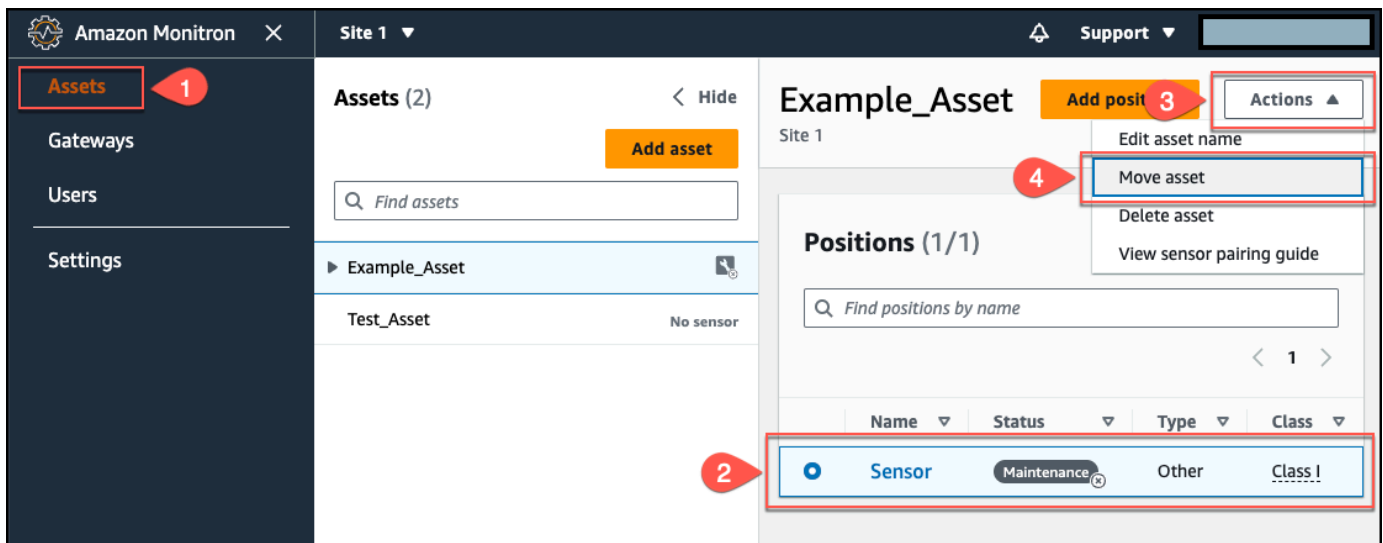 Amazon Monitron
Site 1
Support
Assets
1
Gateways
Users
Settings
Assets (2)
Hide
Add asset
Find assets
Example_Asset
Test_Asset
No sensor
Example_Asset
Site 1
Add posit
3
Actions
Edit asset name
4
Move asset
Delete asset
View sensor pairing guide
Positions (1/1)
Find positions by name
1
Name
Status
Type
Class
2
Sensor
Maintenance
Other
Class I